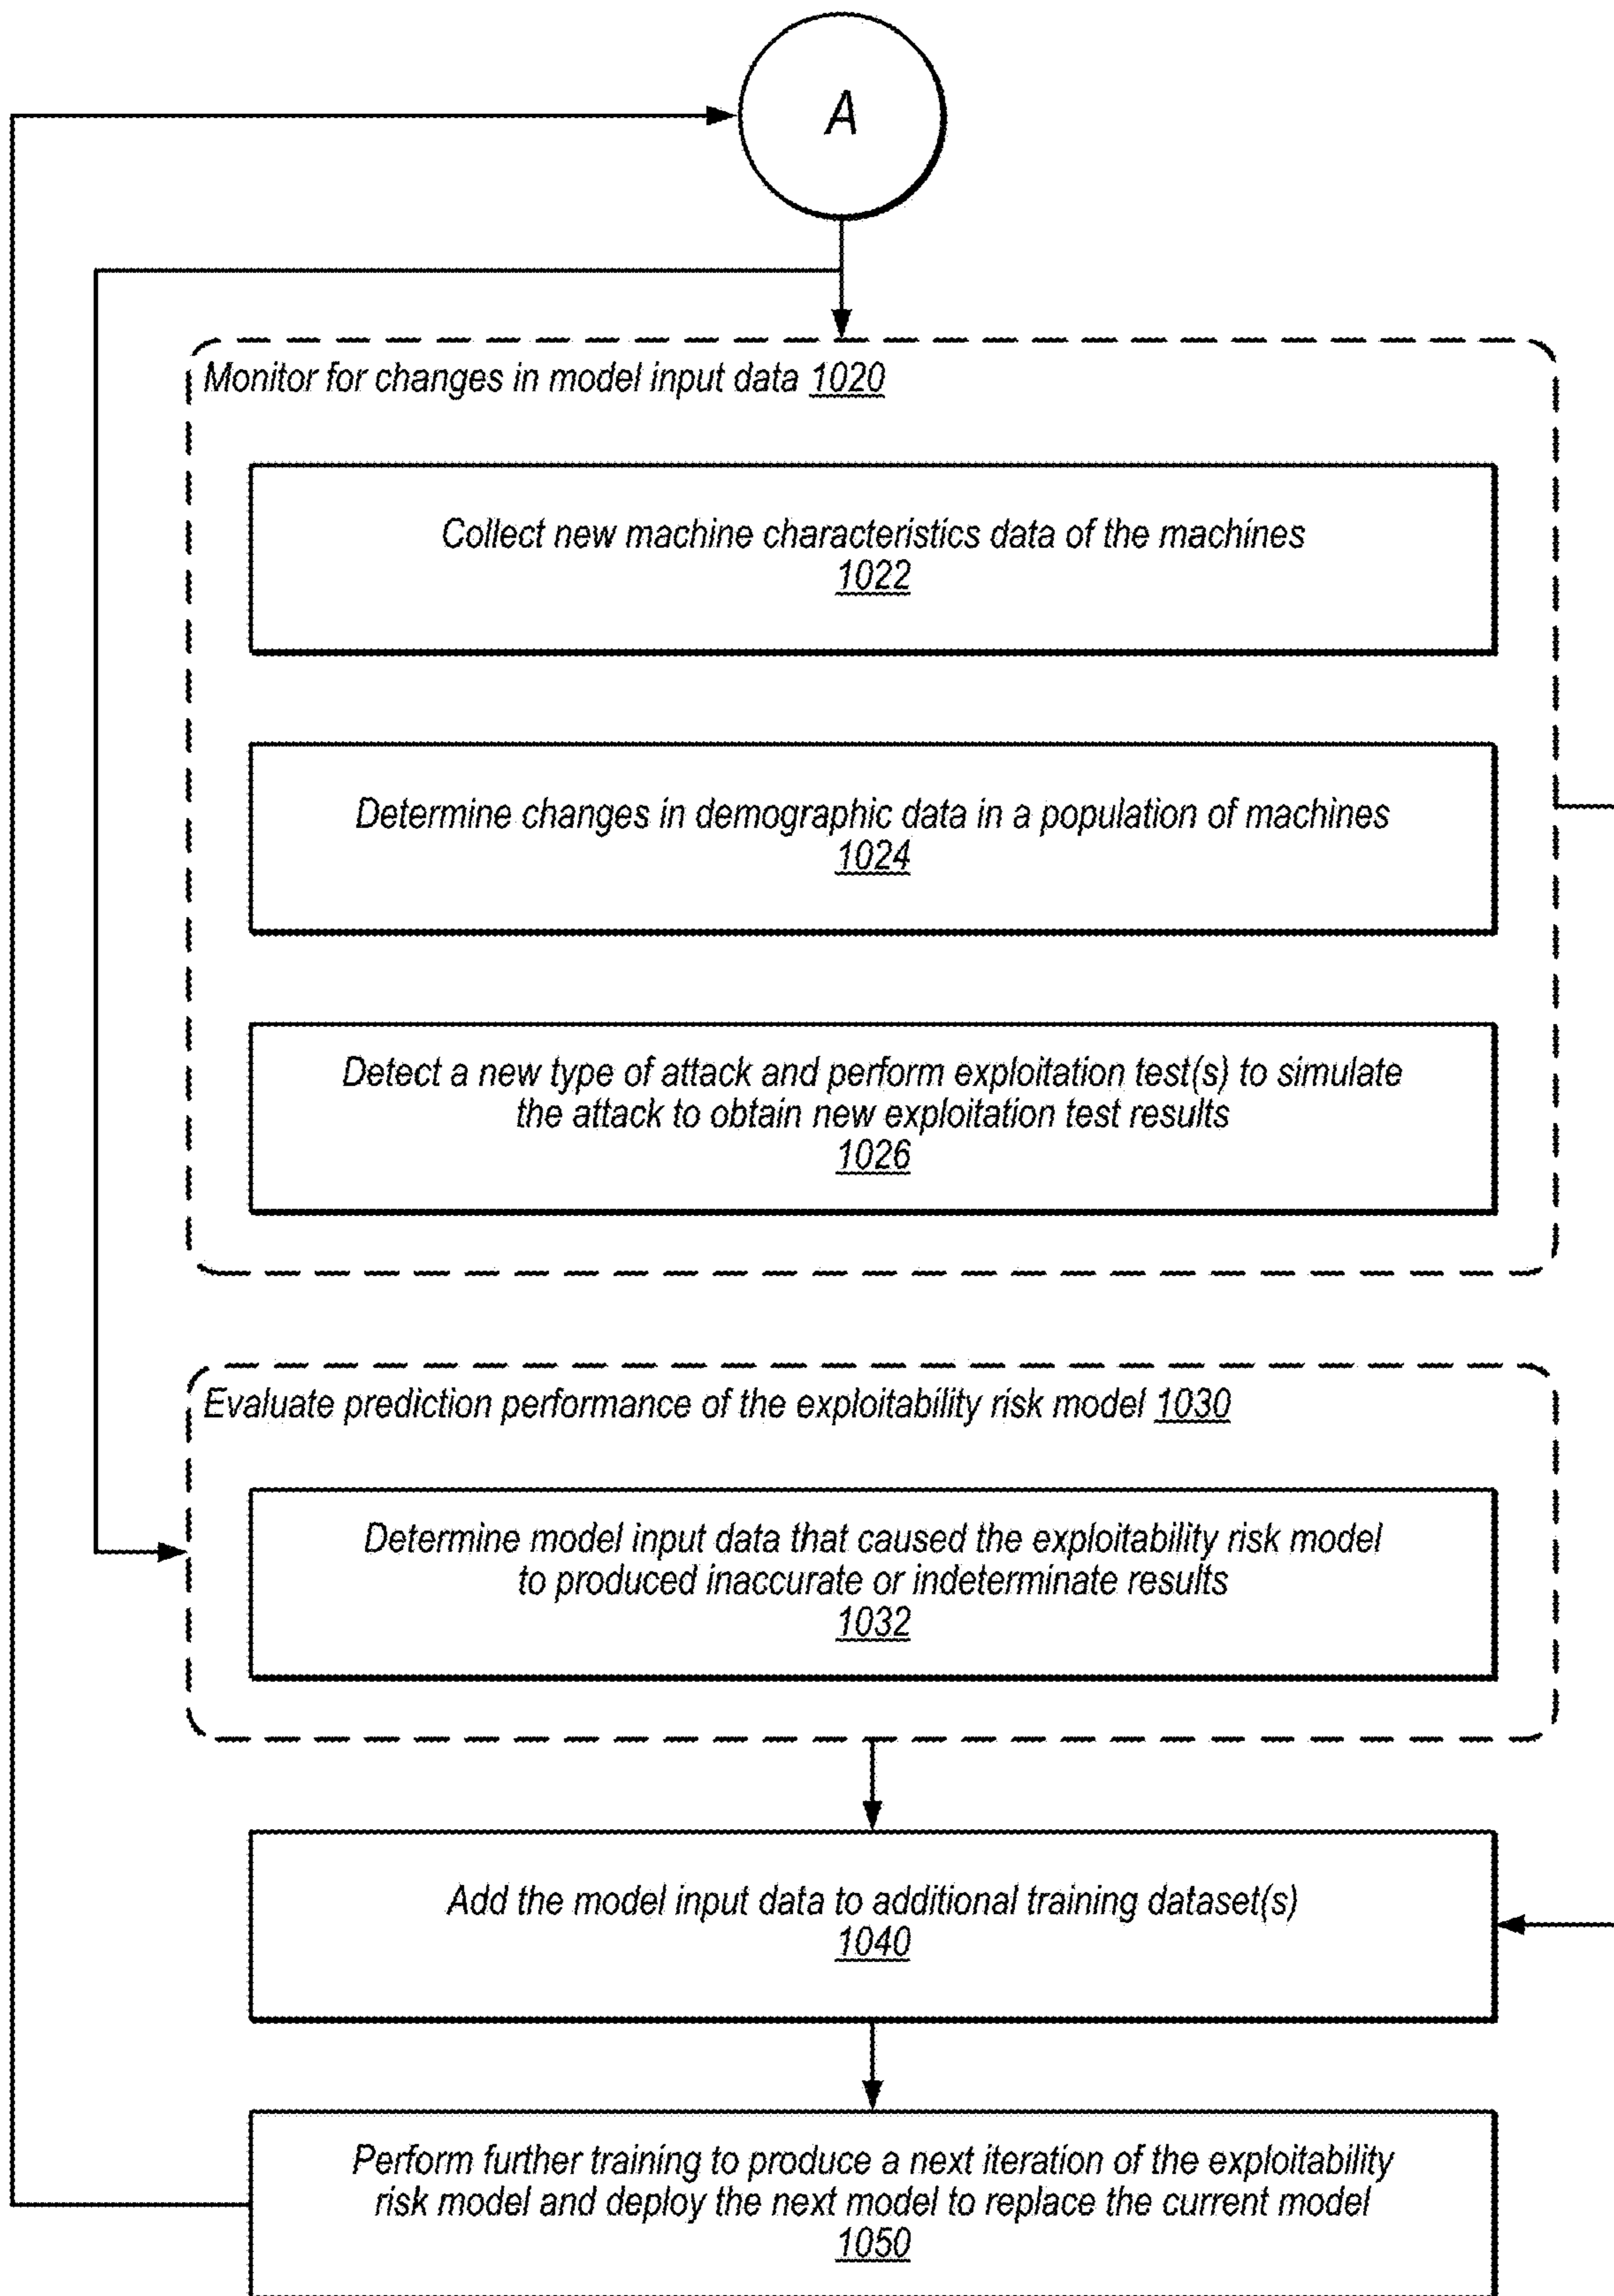 A
Monitor for changes in model input data 1020
Collect new machine characteristics data of the machines
1022
Determine changes in demographic data in a population of machines
1024
Detect a new type of attack and perform exploitation test(s) to simulate
the attack to obtain new exploitation test results
1026
Evaluate prediction performance of the exploitability risk model 1030
Determine model input data that caused the exploitability risk model
to produced inaccurate or indeterminate results
1032
Add the model input data to additional training dataset(s)
1040
Perform further training to produce a next iteration of the exploitability
risk model and deploy the next model to replace the current model
1050